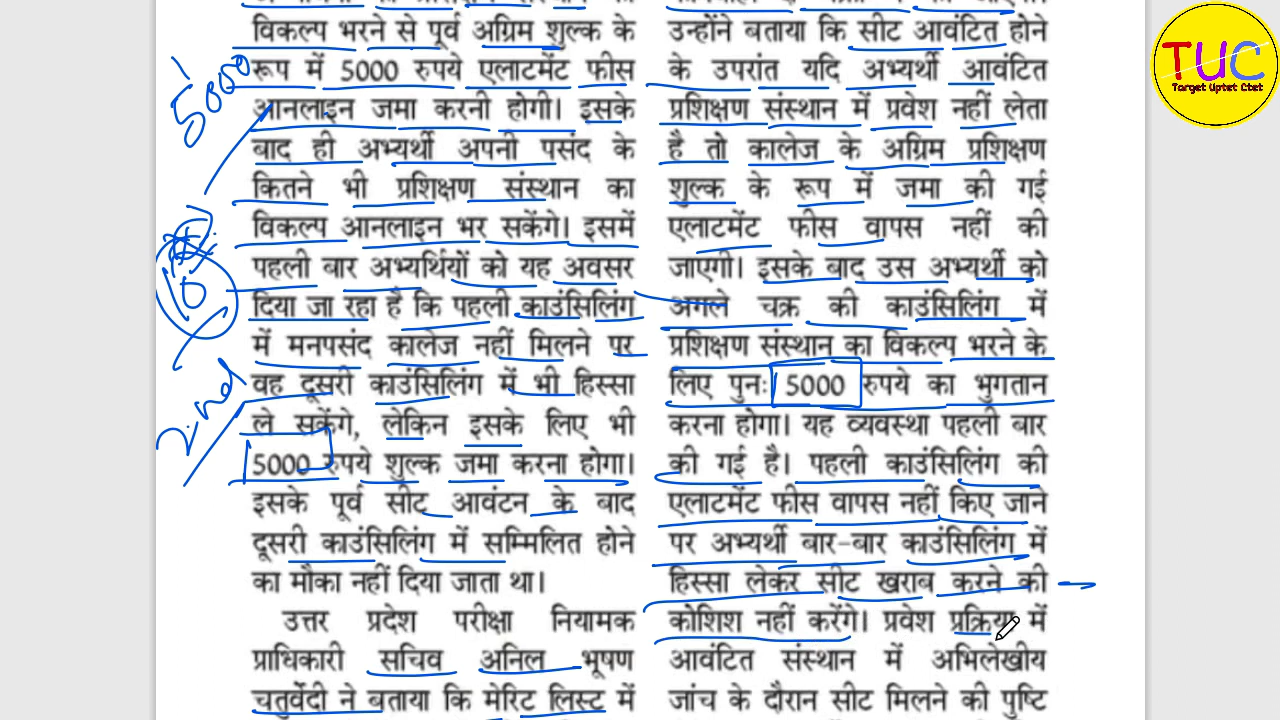 विकल्प भरने से पूर्व अग्रिम शुल्क के
रूप में 5000 रुपये एलाटमेंट फीस
आनलाइन जमा करनी होगी। इसके
बाद ही अभ्यर्थी अपनी पसंद के
कितने भी प्रशिक्षण संस्थान का
विकल्प आनलाइन भर सकेंगे। इसमें
पहली बार अभ्यर्थियों को यह अवसर
दिया जा रहा है कि पहली काउंसिलिंग
में मनपसंद कालेज नहीं मिलने पर
वह दूसरी काउंसिलिंग में भी हिस्सा
ले सकेंगे, लेकिन इसके लिए भी
5000 रुपये शुल्क जमा करना होगा।
इसके पूर्व सीट आवंटन के बाद
दूसरी काउंसिलिंग में सम्मिलित होने
का मौका नहीं दिया जाता था।
उत्तर प्रदेश परीक्षा नियामक
प्राधिकारी सचिव अनिल भूषण
चतुर्वेदी ने बताया कि मेरिट लिस्ट में
उन्होंने बताया कि सीट आवंटित होने
के उपरांत यदि अभ्यर्थी आवंटित
प्रशिक्षण संस्थान में प्रवेश नहीं लेता
है तो कालेज के अग्रिम प्रशिक्षण
शुल्क के रूप में जमा की गई
एलाटमेंट फीस वापस नहीं की
जाएगी। इसके बाद उस अभ्यर्थी को
अगले चक्र की काउंसिलिंग में
प्रशिक्षण संस्थान का विकल्प भरने के
लिए पुनः 5000 रुपये का भुगतान
करना होगा। यह व्यवस्था पहली बार
की गई है। पहली काउंसिलिंग की
एलाटमेंट फीस वापस नहीं किए जाने
पर अभ्यर्थी बार-बार काउंसिलिंग में
हिस्सा लेकर सीट खराब करने की
कोशिश नहीं करेंगे। प्रवेश प्रक्रिया में
आवंटित संस्थान में अभिलेखीय
जांच के दौरान सीट मिलने की पुष्टि
5000
10
2nd
TUC
Target Uptet Ctet